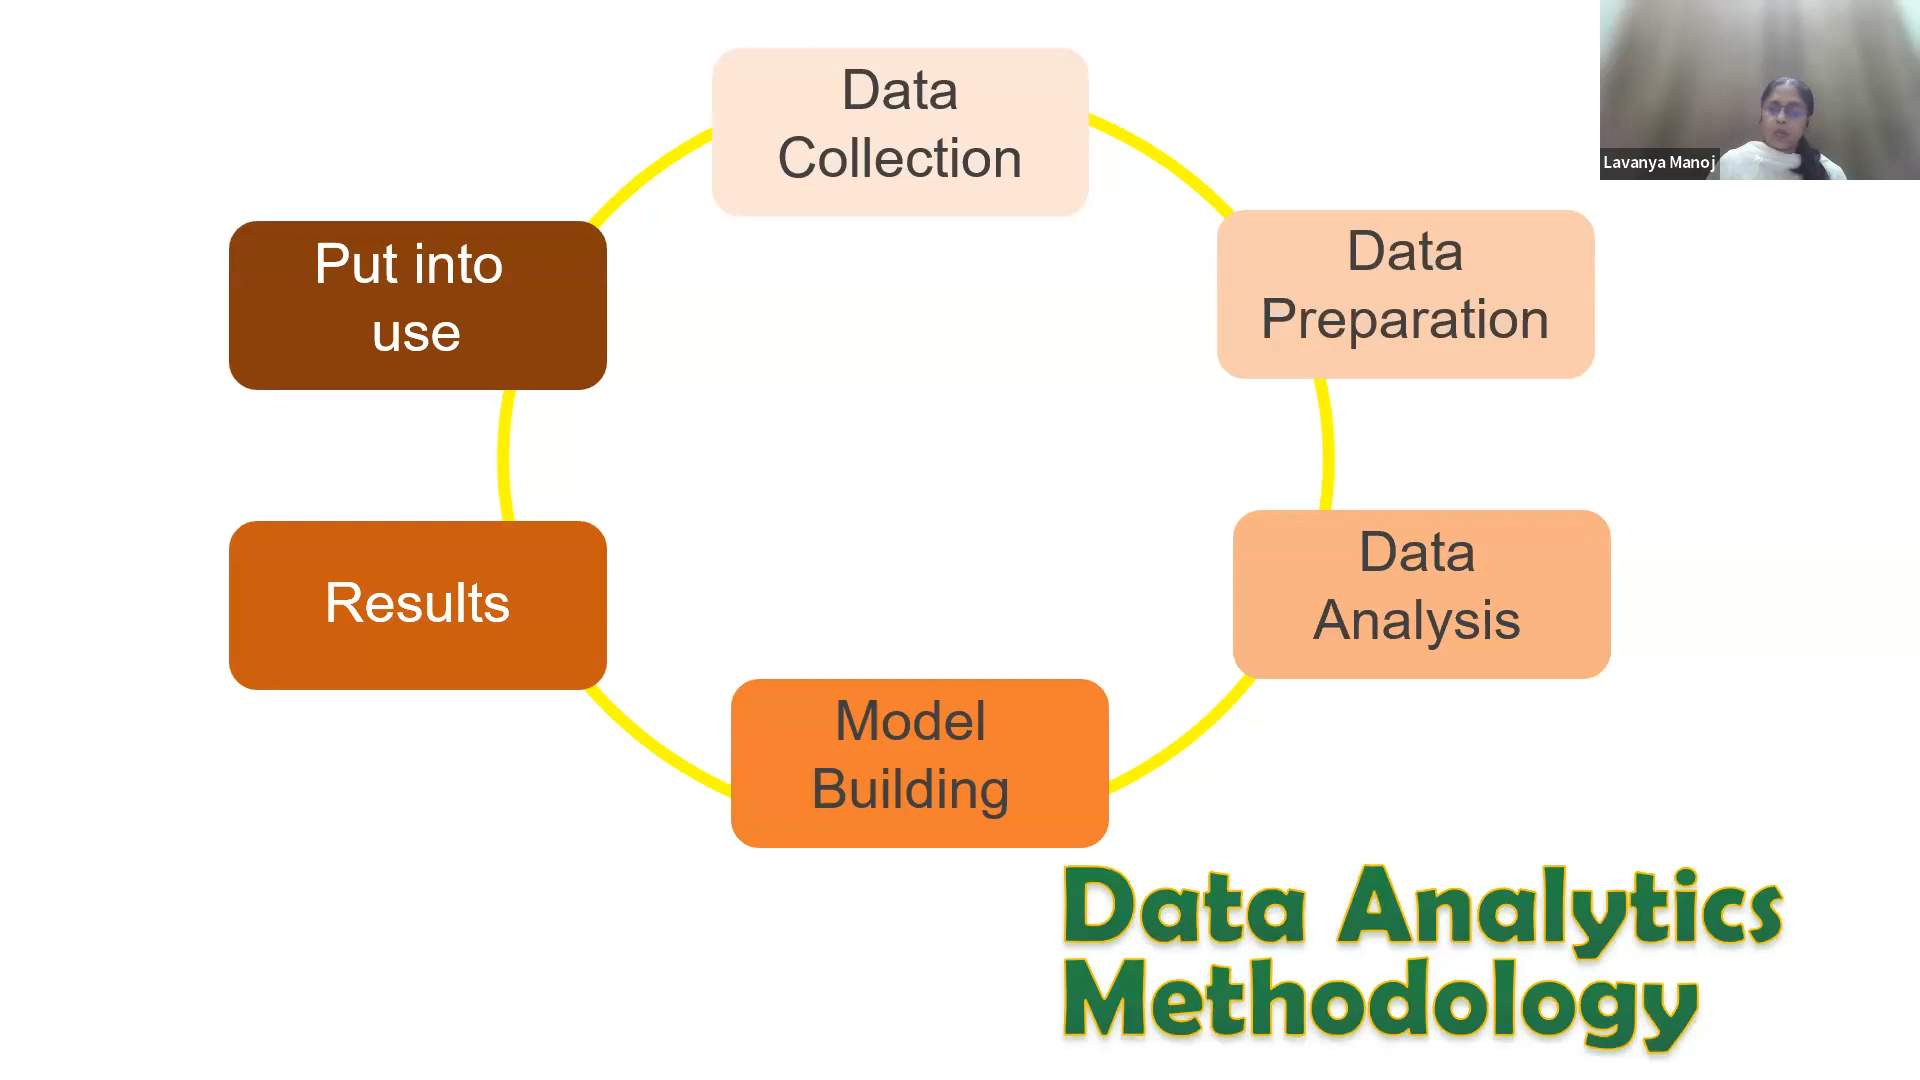 Data
Collection
Lavanya Manoj
Data
Preparation
Put into
use
Data
Analysis
Results
Model
Building
Data Analytics
Methodology